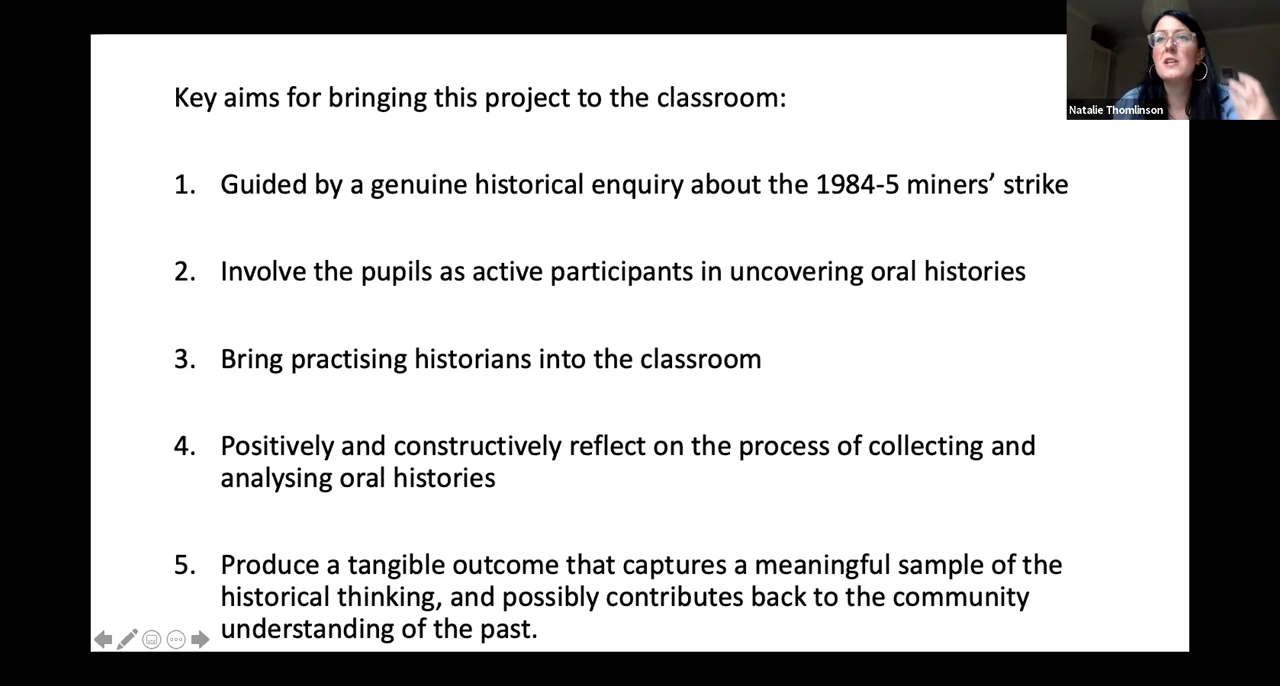 Key aims for bringing this project to the classroom:
Natalie Thomlinson
1. Guided by a genuine historical enquiry about the 1984-5 miners’ strike
2. Involve the pupils as active participants in uncovering oral histories
3. Bring practising historians into the classroom
4. Positively and constructively reflect on the process of collecting and
analysing oral histories
5. Produce a tangible outcome that captures a meaningful sample of the
historical thinking, and possibly contributes back to the community
understanding of the past.